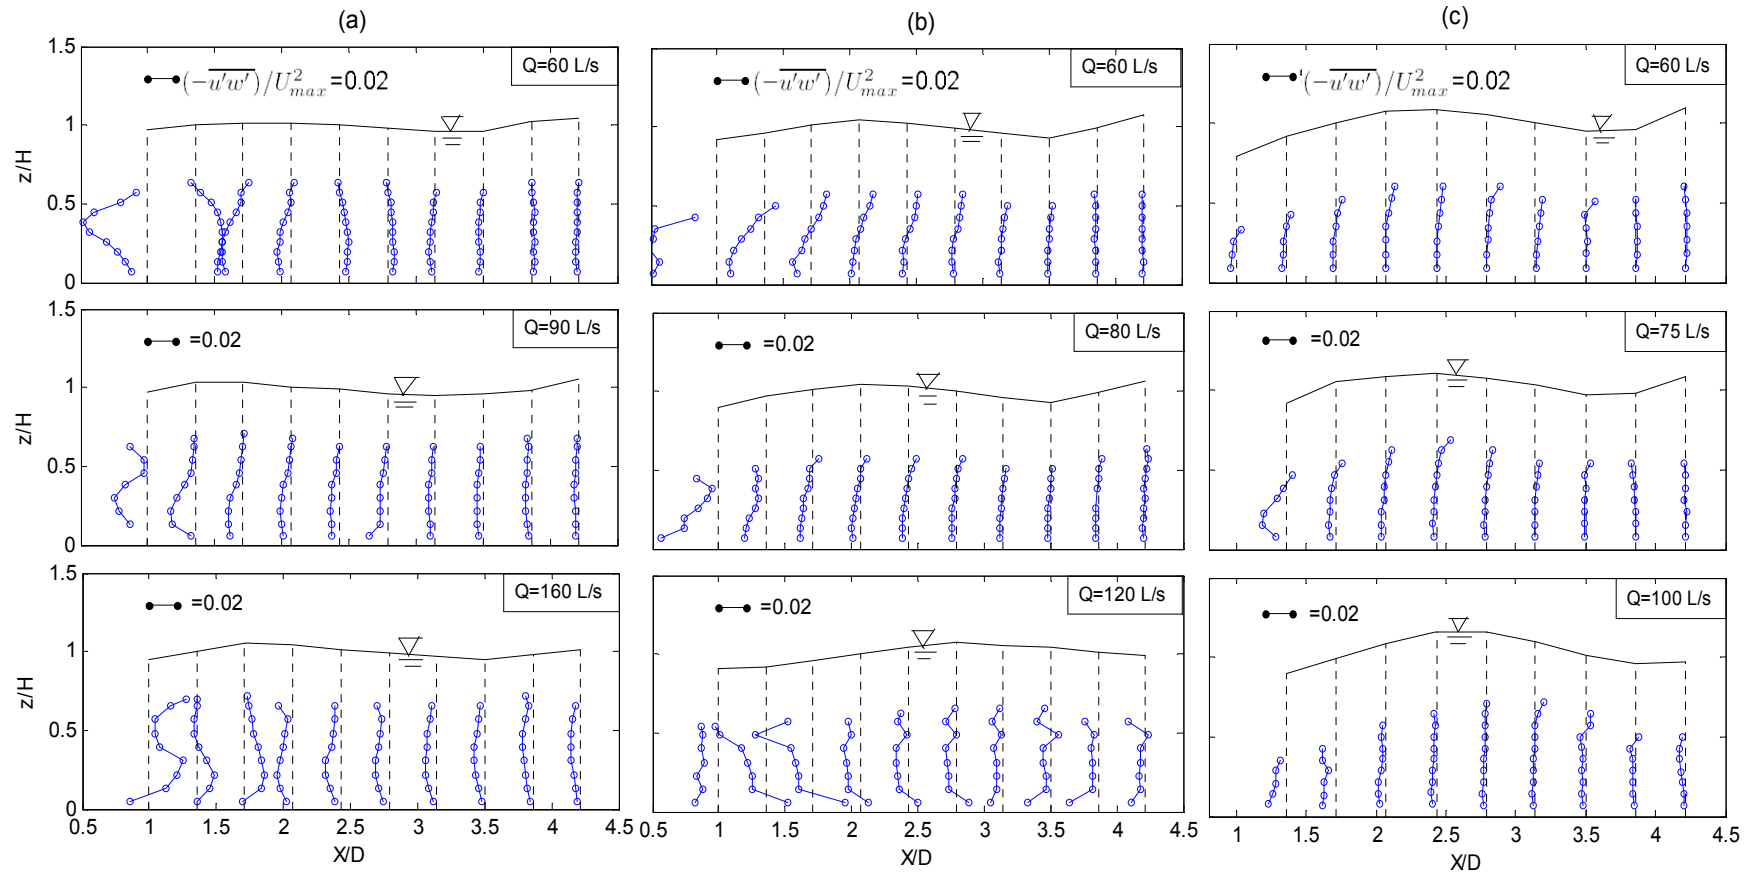 (a)
(b)
(c)
1.5
1
0.5
0
z/H
(-u'w')/U²max=0.02
Q=60 L/s
(-u'w')/U²max=0.02
Q=60 L/s
(-u'w')/U²max=0.02
Q=60 L/s
1.5
1
0.5
0
z/H
=0.02
Q=90 L/s
=0.02
Q=80 L/s
=0.02
Q=75 L/s
1.5
1
0.5
0
z/H
=0.02
Q=160 L/s
=0.02
Q=120 L/s
=0.02
Q=100 L/s
0.5 1 1.5 2 2.5 3 3.5 4 4.5
0.5 1 1.5 2 2.5 3 3.5 4 4.5
1 1.5 2 2.5 3 3.5 4 4.5
X/D
X/D
X/D